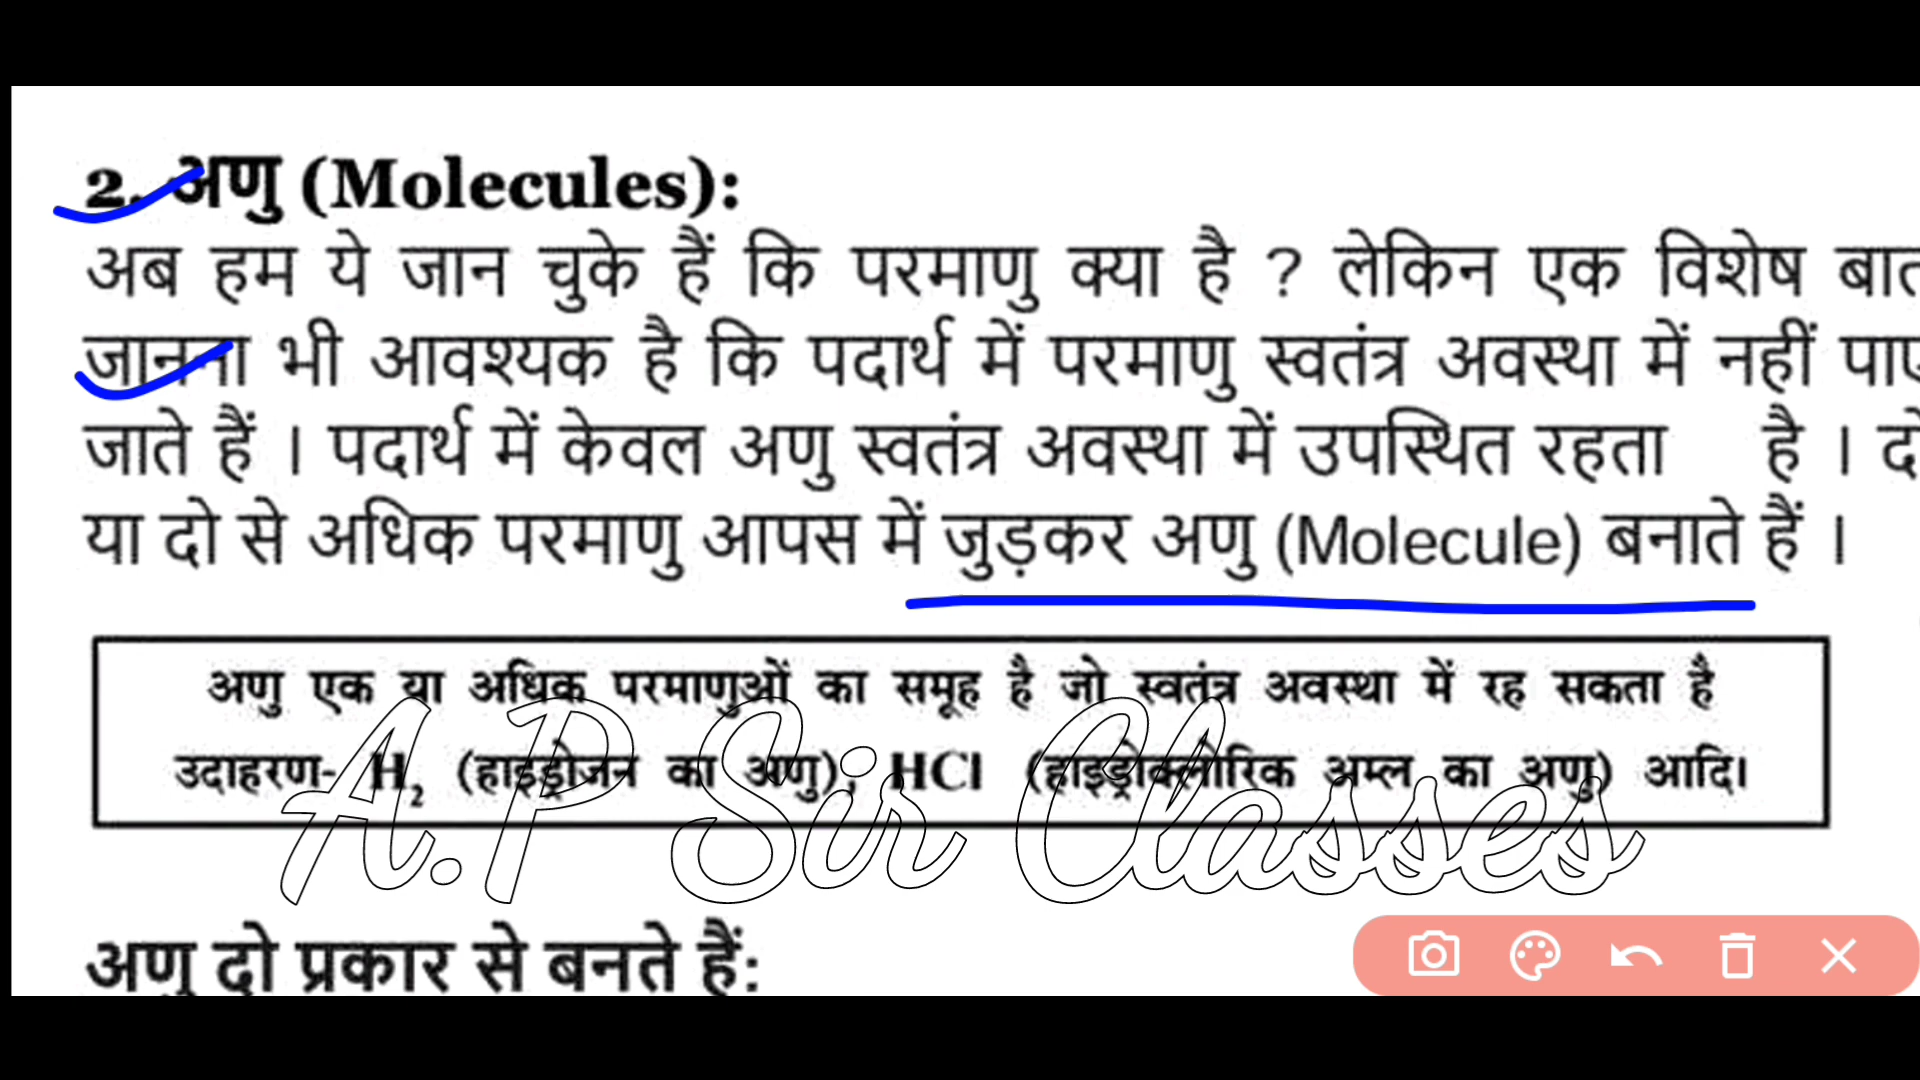 2. अणु (Molecules):
अब हम ये जान चुके हैं कि परमाणु क्या है ? लेकिन एक विशेष बात
जानना भी आवश्यक है कि पदार्थ में परमाणु स्वतंत्र अवस्था में नहीं पाए
जाते हैं । पदार्थ में केवल अणु स्वतंत्र अवस्था में उपस्थित रहता है । दो
या दो से अधिक परमाणु आपस में जुड़कर अणु (Molecule) बनाते हैं ।
अणु एक या अधिक परमाणुओं का समूह है जो स्वतंत्र अवस्था में रह सकता है
उदाहरण- H₂ (हाइड्रोजन का अणु), HCl (हाइड्रोक्लोरिक अम्ल का अणु) आदि।
A.P Sir Classes
अणु दो प्रकार से बनते हैं: